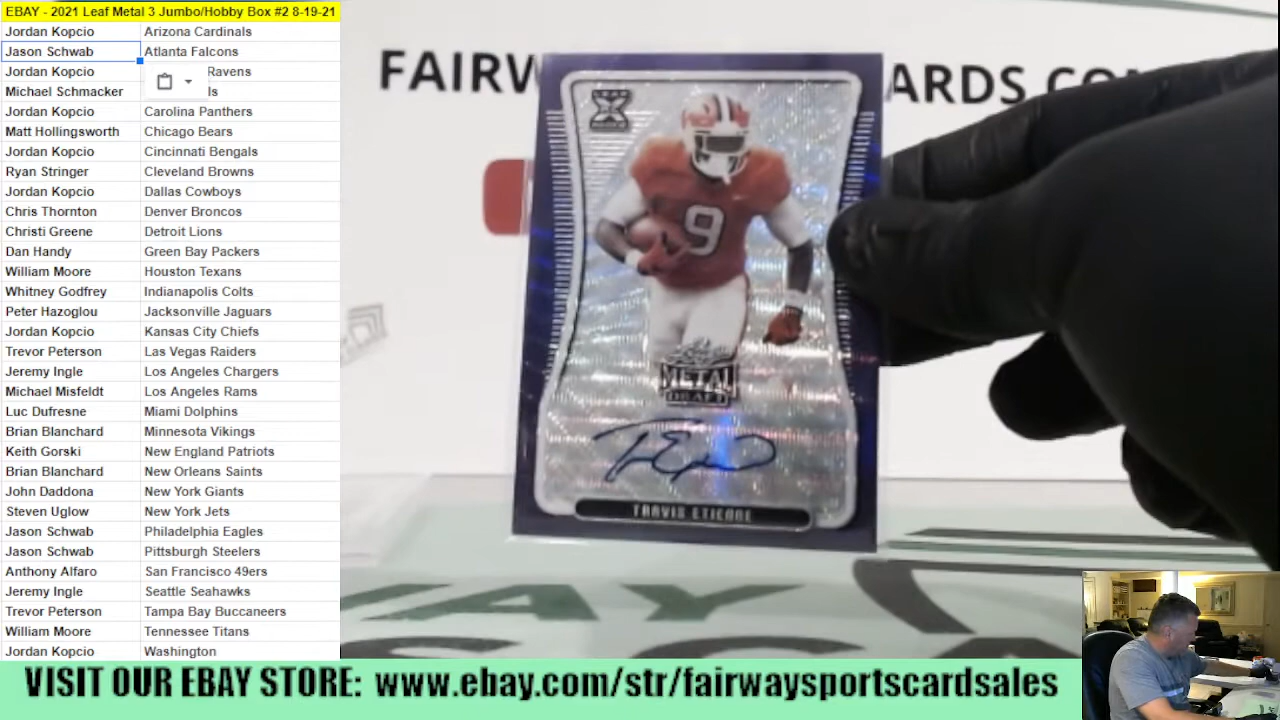 EBAY - 2021 Leaf Metal 3 Jumbo/Hobby Box #2 8-19-21
Jordan Kopcio Arizona Cardinals
Jason Schwab Atlanta Falcons
Jordan Kopcio Ravens
Michael Schmacker ls
Jordan Kopcio Carolina Panthers
Matt Hollingsworth Chicago Bears
Jordan Kopcio Cincinnati Bengals
Ryan Stringer Cleveland Browns
Jordan Kopcio Dallas Cowboys
Chris Thornton Denver Broncos
Christi Greene Detroit Lions
Dan Handy Green Bay Packers
William Moore Houston Texans
Whitney Godfrey Indianapolis Colts
Peter Hazoglou Jacksonville Jaguars
Jordan Kopcio Kansas City Chiefs
Trevor Peterson Las Vegas Raiders
Jeremy Ingle Los Angeles Chargers
Michael Misfeldt Los Angeles Rams
Luc Dufresne Miami Dolphins
Brian Blanchard Minnesota Vikings
Keith Gorski New England Patriots
Brian Blanchard New Orleans Saints
John Daddona New York Giants
Steven Uglow New York Jets
Jason Schwab Philadelphia Eagles
Jason Schwab Pittsburgh Steelers
Anthony Alfaro San Francisco 49ers
Jeremy Ingle Seattle Seahawks
Trevor Peterson Tampa Bay Buccaneers
William Moore Tennessee Titans
Jordan Kopcio Washington
FAIRW ARDS.COM
9
METAL
DRAFT
TRAVIS ETIENNE
WAY
S CA
VISIT OUR EBAY STORE: www.ebay.com/str/fairwaysportscardsales